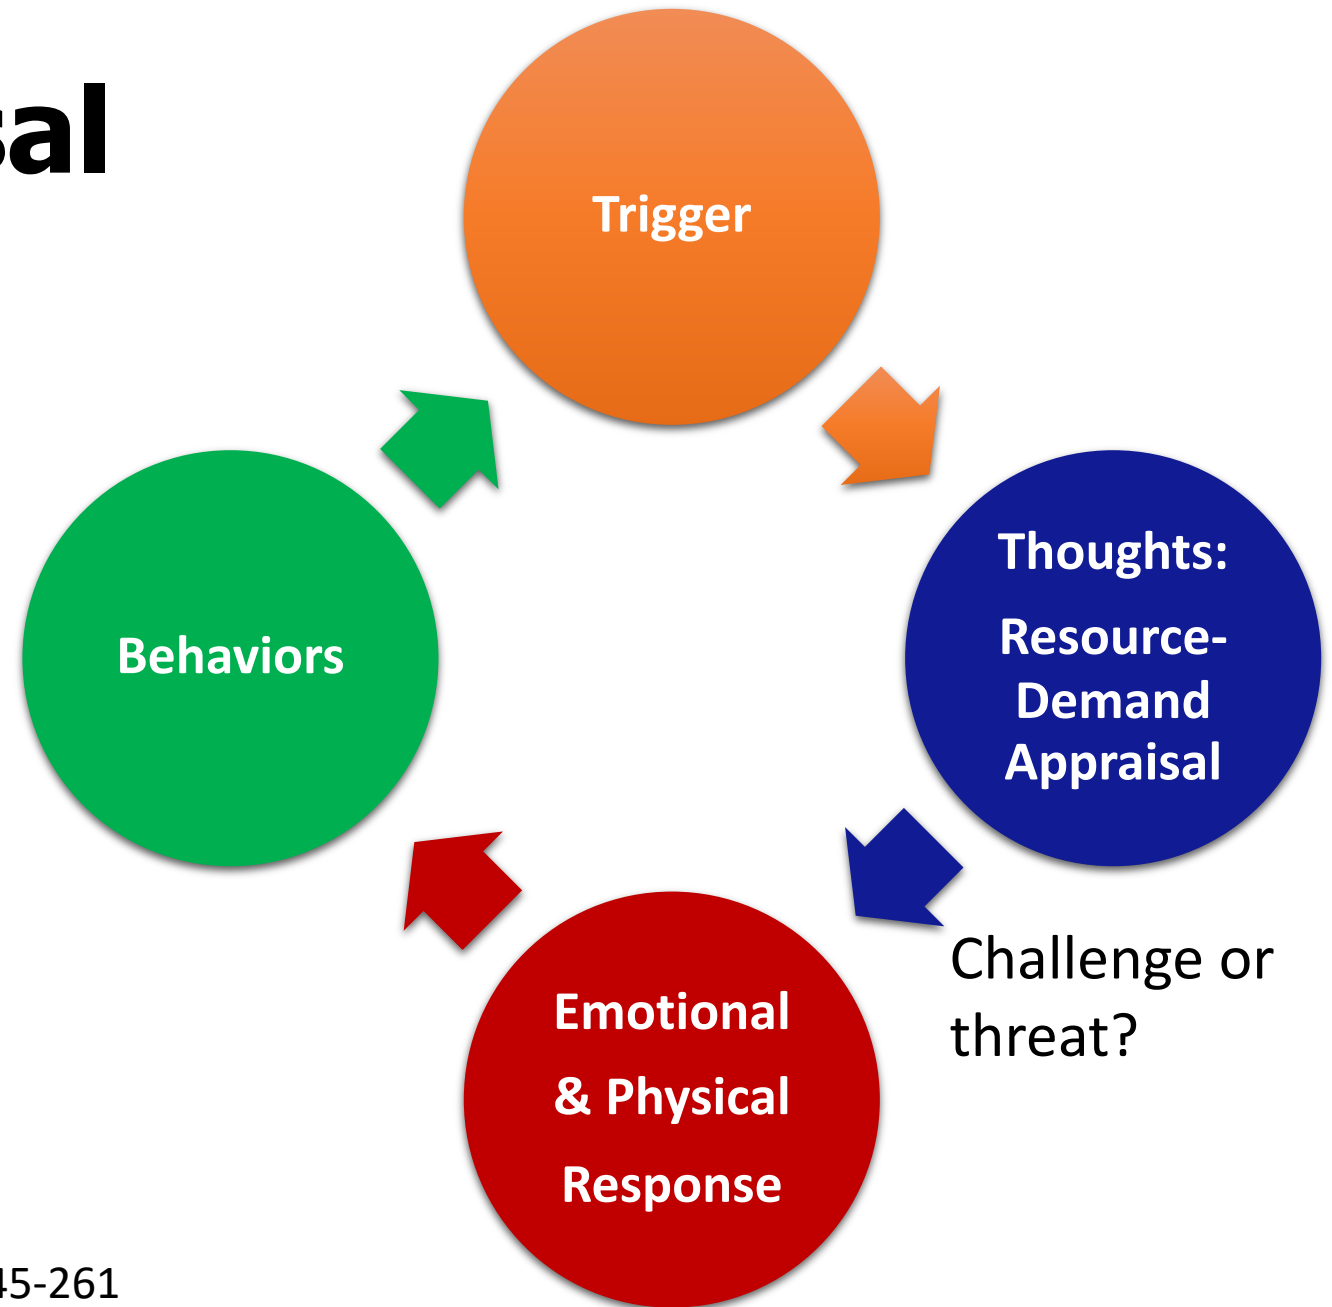 sal
Trigger
Thoughts:
Resource-
Demand
Appraisal
Challenge or
threat?
Emotional
& Physical
Response
Behaviors
45-261